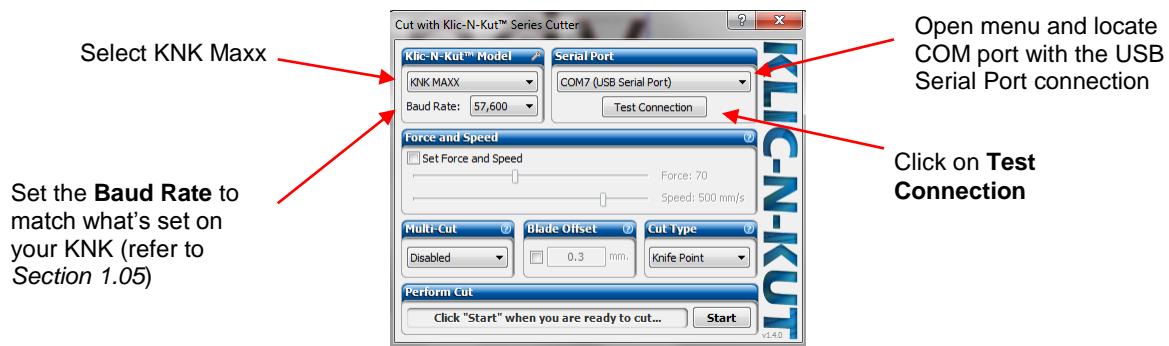 Select KNK Maxx
Set the Baud Rate to
match what's set on
your KNK (refer to
Section 1.05)
Cut with Klic-N-Kut™ Series Cutter
Klic-N-Kut™ Model
KNK MAXX
Baud Rate: 57,600
Serial Port
COM7 (USB Serial Port)
Test Connection
Force and Speed
Set Force and Speed
Force: 70
Speed: 500 mm/s
Multi-Cut
Disabled
Blade Offset
0.3 mm.
Cut Type
Knife Point
Perform Cut
Click "Start" when you are ready to cut...
Start
KLIC-N-KUT
v1.4.0
Open menu and locate
COM port with the USB
Serial Port connection
Click on Test
Connection